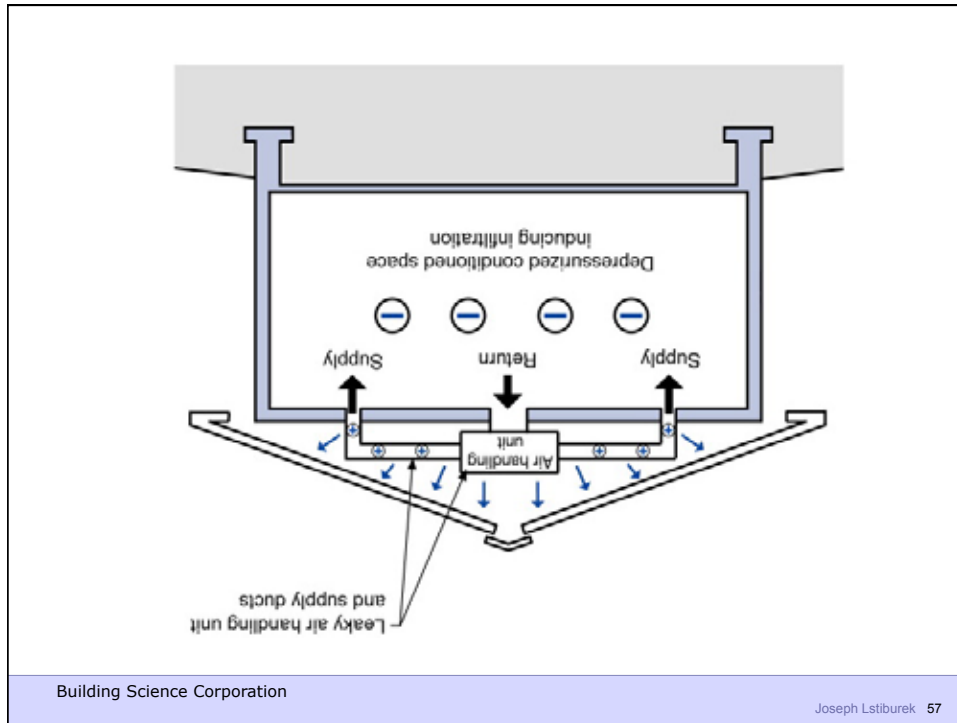 Leaky air handling unit
and supply ducts
Air handling
unit
Supply
Return
Supply
Depressurized conditioned space
inducing infiltration
Building Science Corporation
Joseph Lstiburek 57